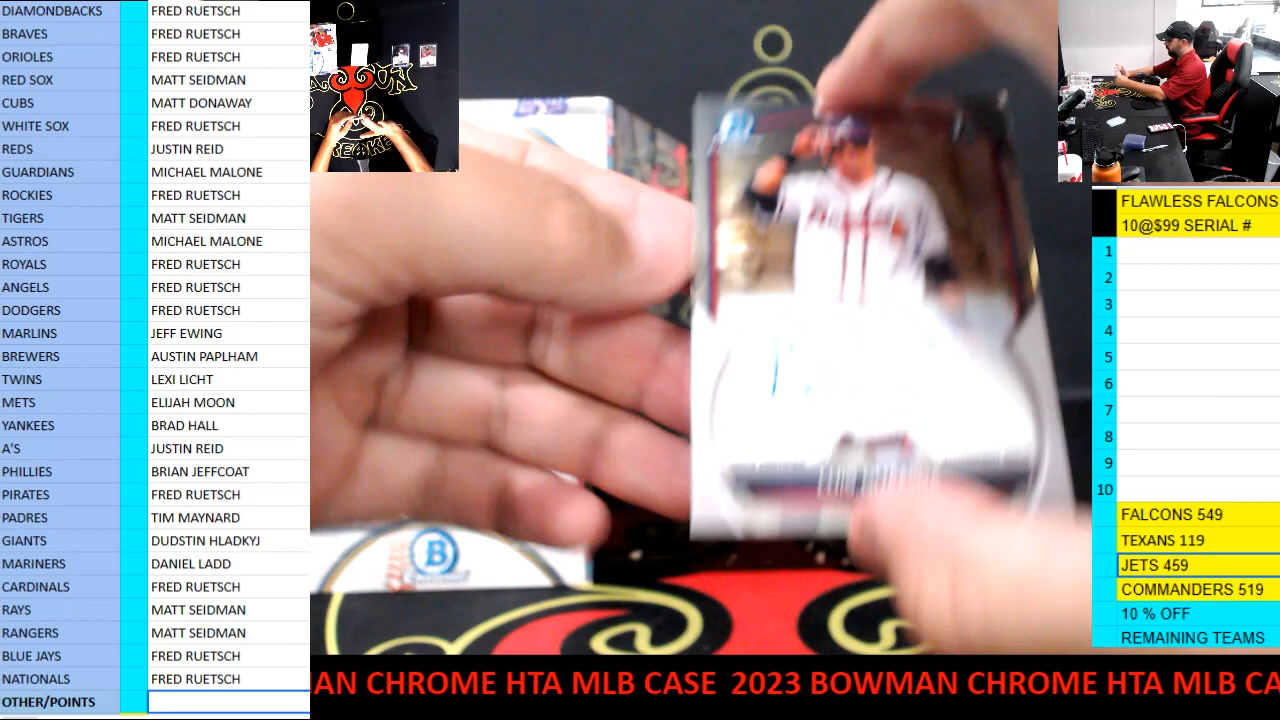 DIAMONDBACKS FRED RUETSCH
BRAVES FRED RUETSCH
ORIOLES FRED RUETSCH
RED SOX MATT SEIDMAN
CUBS MATT DONAWAY
WHITE SOX FRED RUETSCH
REDS JUSTIN REID
GUARDIANS MICHAEL MALONE
ROCKIES FRED RUETSCH
TIGERS MATT SEIDMAN
ASTROS MICHAEL MALONE
ROYALS FRED RUETSCH
ANGELS FRED RUETSCH
DODGERS FRED RUETSCH
MARLINS JEFF EWING
BREWERS AUSTIN PAPLHAM
TWINS LEXI LICHT
METS ELIJAH MOON
YANKEES BRAD HALL
A'S JUSTIN REID
PHILLIES BRIAN JEFFCOAT
PIRATES FRED RUETSCH
PADRES TIM MAYNARD
GIANTS DUDSTIN HLADKYJ
MARINERS DANIEL LADD
CARDINALS FRED RUETSCH
RAYS MATT SEIDMAN
RANGERS MATT SEIDMAN
BLUE JAYS FRED RUETSCH
NATIONALS FRED RUETSCH
OTHER/POINTS
B
FLAWLESS FALCONS
10@$99 SERIAL #
1
2
3
4
5
6
7
8
9
10
FALCONS 549
TEXANS 119
JETS 459
COMMANDERS 519
10 % OFF
REMAINING TEAMS
AN CHROME HTA MLB CASE 2023 BOWMAN CHROME HTA MLB CA